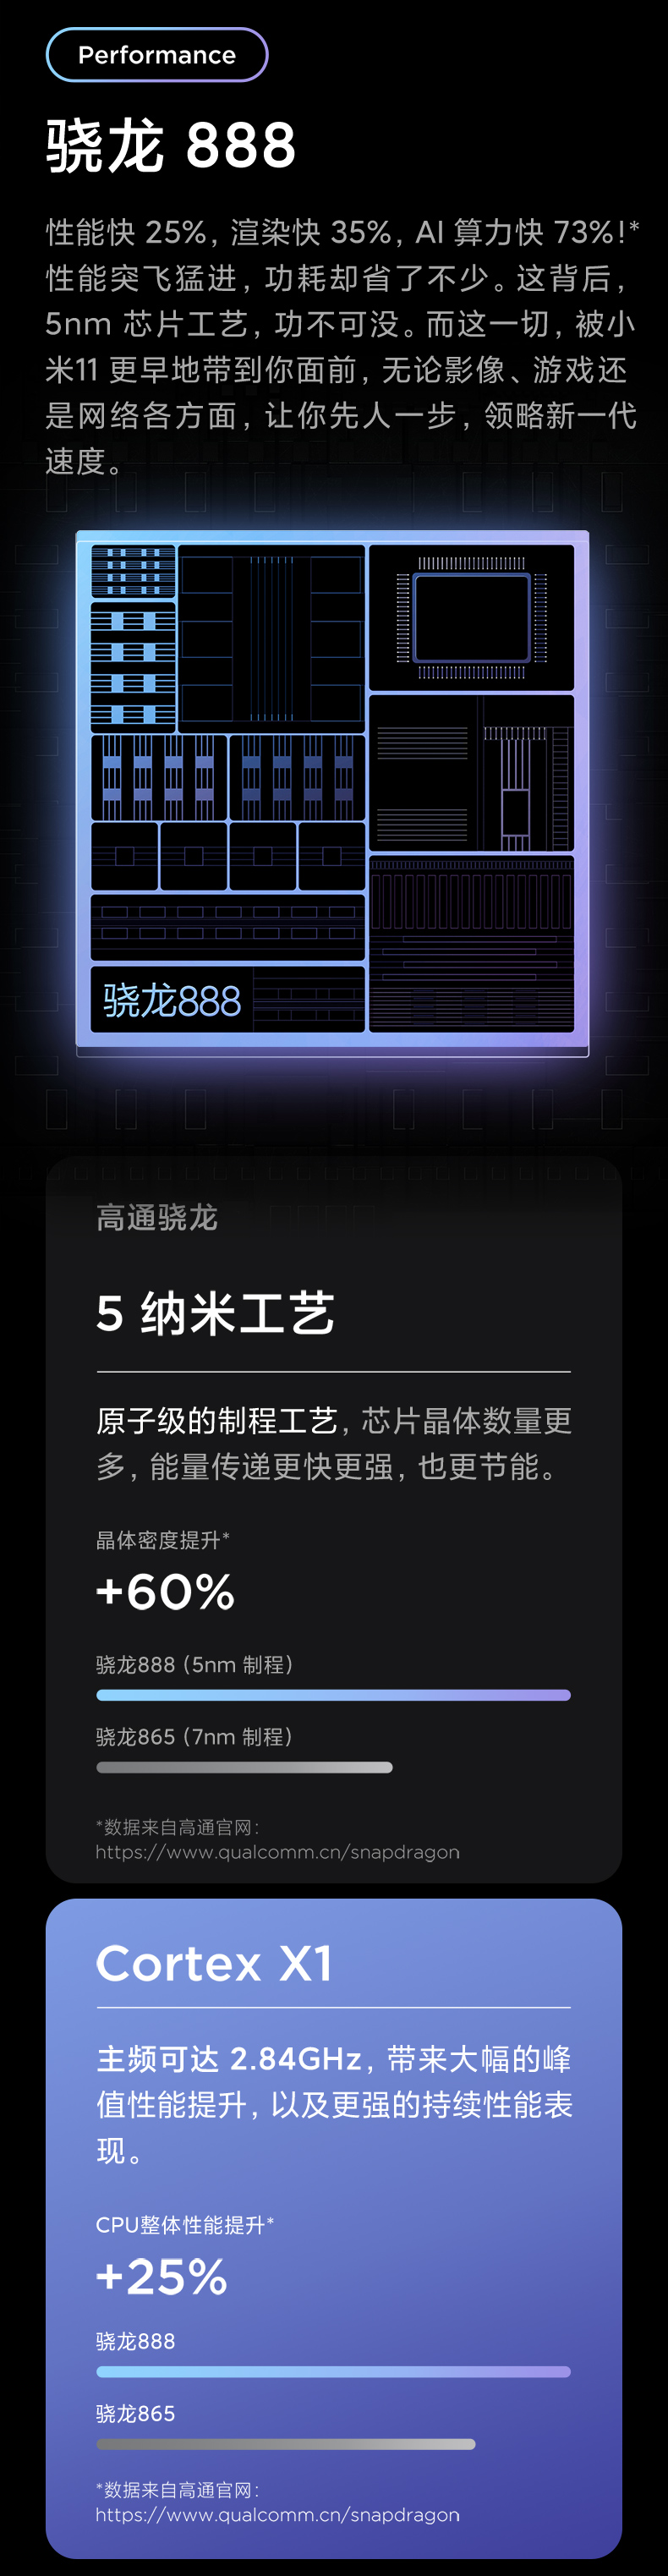 Performance
骁龙 888
性能快 25%, 渲染快 35%, AI 算力快 73%!*
性能突飞猛进, 功耗却省了不少。这背后,
5nm 芯片工艺, 功不可没。而这一切, 被小
米11 更早地带到你面前, 无论影像、游戏还
是网络各方面, 让你先人一步, 领略新一代
速度。
骁龙888
高通骁龙
5 纳米工艺
原子级的制程工艺, 芯片晶体数量更
多, 能量传递更快更强, 也更节能。
晶体密度提升*
+60%
骁龙888 (5nm 制程)
骁龙865 (7nm 制程)
*数据来自高通官网:
https://www.qualcomm.cn/snapdragon
Cortex X1
主频可达 2.84GHz, 带来大幅的峰
值性能提升, 以及更强的持续性能表
现。
CPU整体性能提升*
+25%
骁龙888
骁龙865
*数据来自高通官网:
https://www.qualcomm.cn/snapdragon